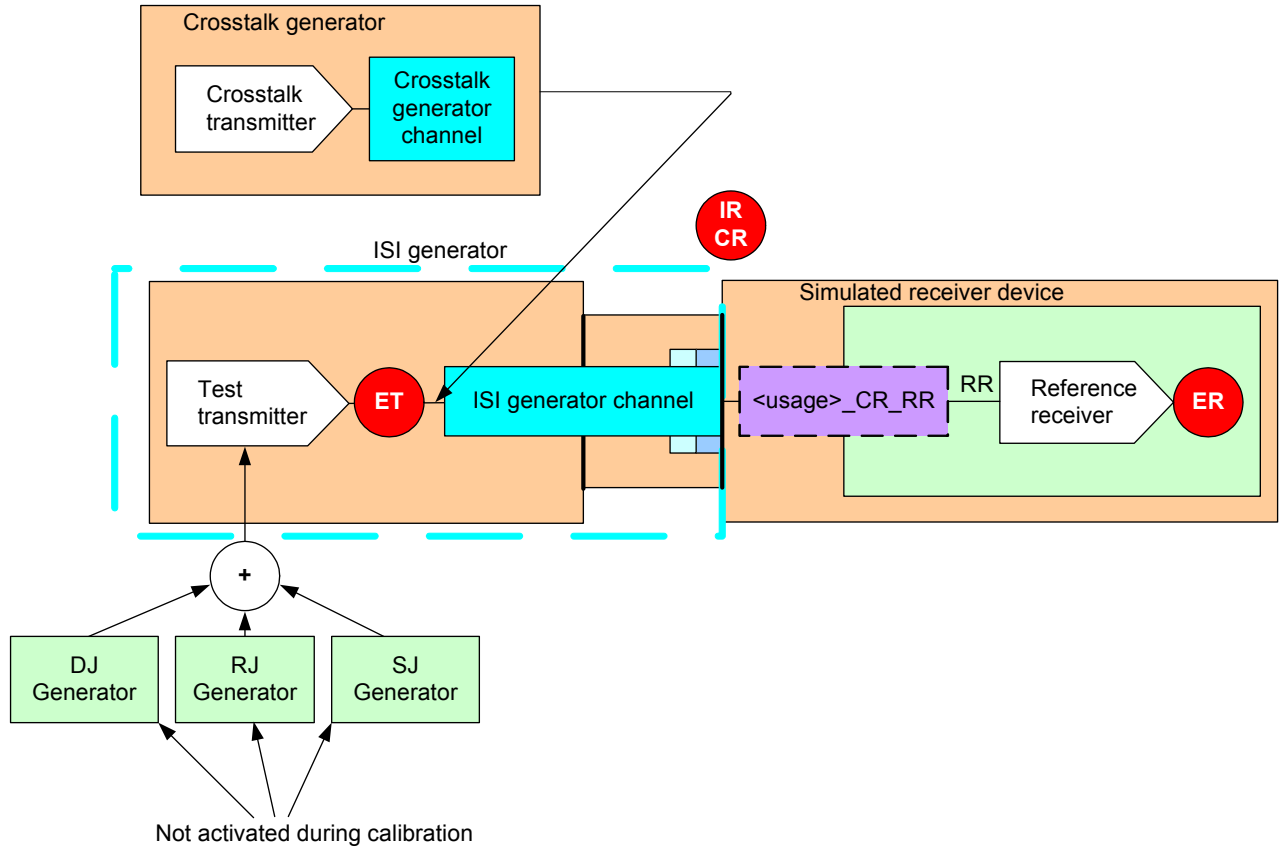 Crosstalk generator
Crosstalk
transmitter
Crosstalk
generator
channel
IR
CR
ISI generator
Simulated receiver device
Test
transmitter
ET
ISI generator channel
<usage>_CR_RR
RR
Reference
receiver
ER
+
DJ
Generator
RJ
Generator
SJ
Generator
Not activated during calibration